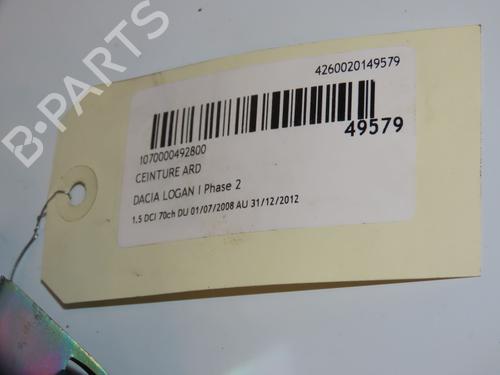 B-PARTS
4260020149579
49579
1070000492800
CEINTURE ARD
DACIA LOGAN I Phase 2
1.5 DCI 70ch DU 01/07/2008 AU 31/12/2012